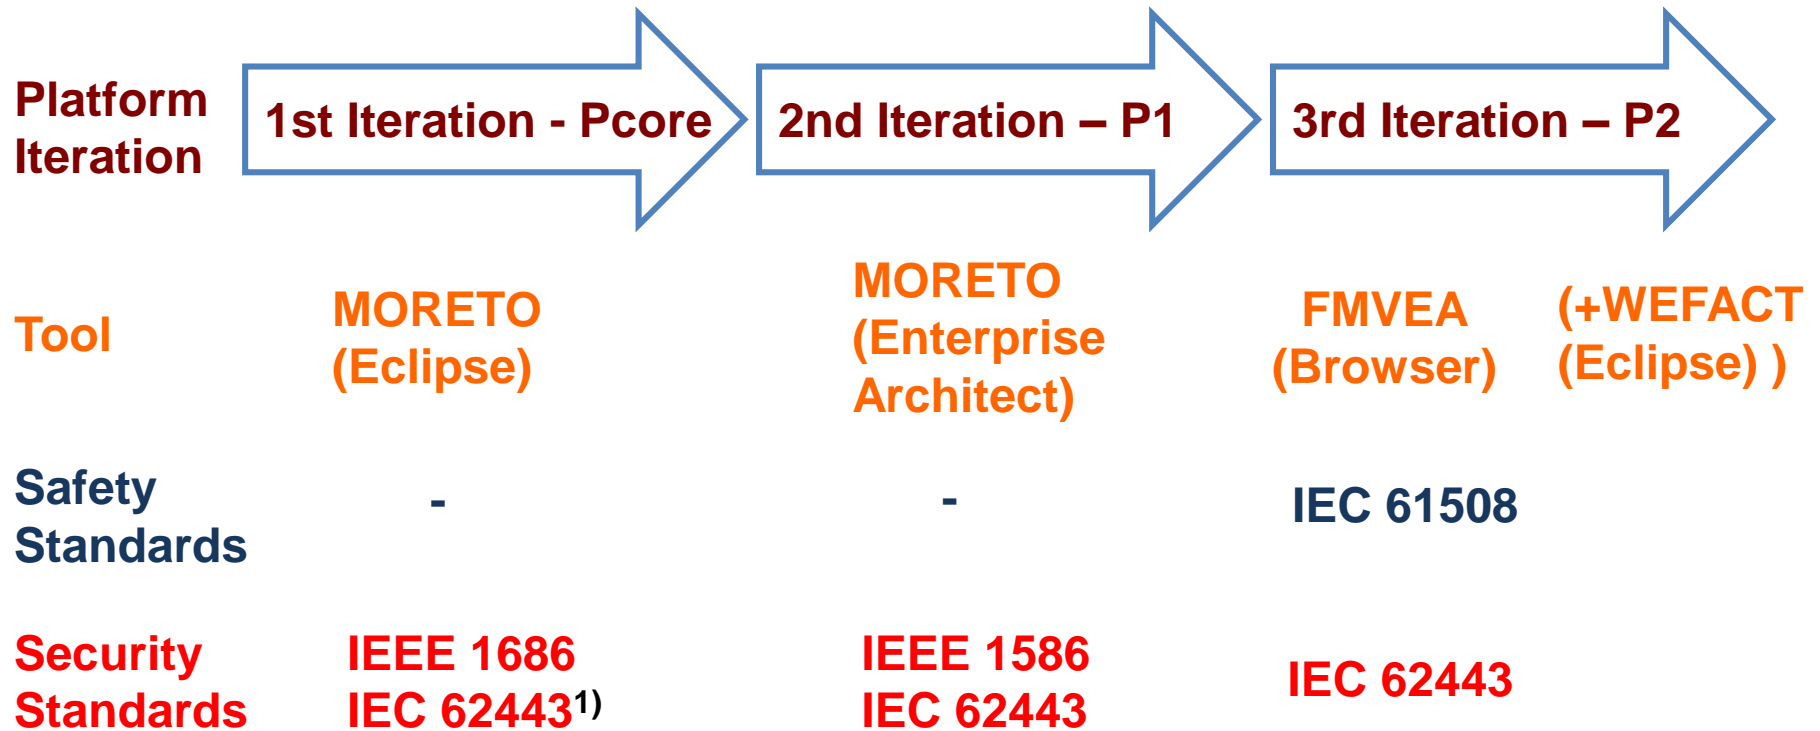 Platform
Iteration
1st Iteration - Pcore
2nd Iteration – P1
3rd Iteration – P2
Tool
MORETO
(Eclipse)
MORETO
(Enterprise
Architect)
FMVEA
(Browser)
(+WEFACT
(Eclipse) )
Safety
Standards
-
-
IEC 61508
Security
Standards
IEEE 1686
IEC 62443¹⁾
IEEE 1586
IEC 62443
IEC 62443